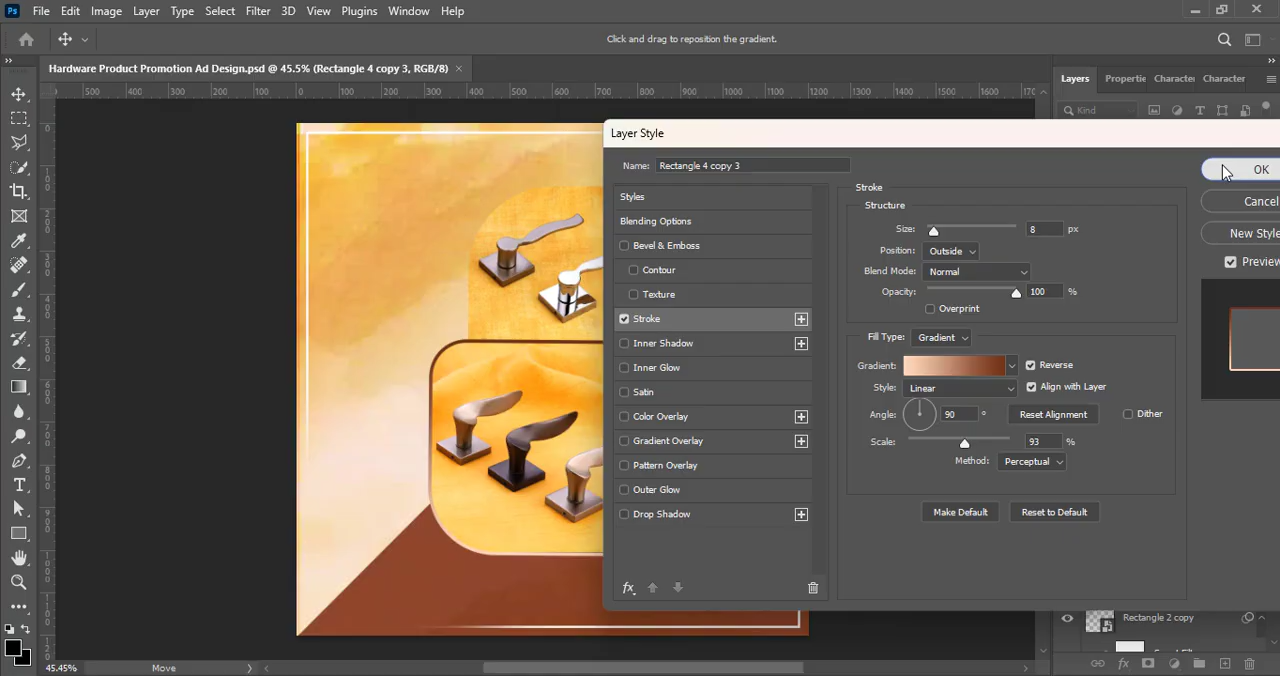 Ps File Edit Image Layer Type Select Filter 3D View Plugins Window Help
Click and drag to reposition the gradient.
Hardware Product Promotion Ad Design.psd @ 45.5% (Rectangle 4 copy 3, RGB/8) ×
Layers Propertie Character Character
500 400 300 200 100 0 100 200 300 400 500 600 700 800 900 1000 1100 1200 1300 1400 1500 1600
Kind
Layer Style
Name: Rectangle 4 copy 3
OK
Styles
Stroke
Structure
Cancel
Blending Options
Size: 8 px
New Style
Bevel & Emboss
Position: Outside
Preview
Contour
Blend Mode: Normal
Texture
Opacity: 100 %
Overprint
Stroke
Fill Type: Gradient
Inner Shadow
Gradient: Reverse
Inner Glow
Style: Linear Align with Layer
Satin
Angle: 90 ° Reset Alignment Dither
Color Overlay
Scale: 93 %
Gradient Overlay
Method: Perceptual
Pattern Overlay
Outer Glow
Drop Shadow
Make Default Reset to Default
fx
Rectangle 2 copy
45.45% Move
fx